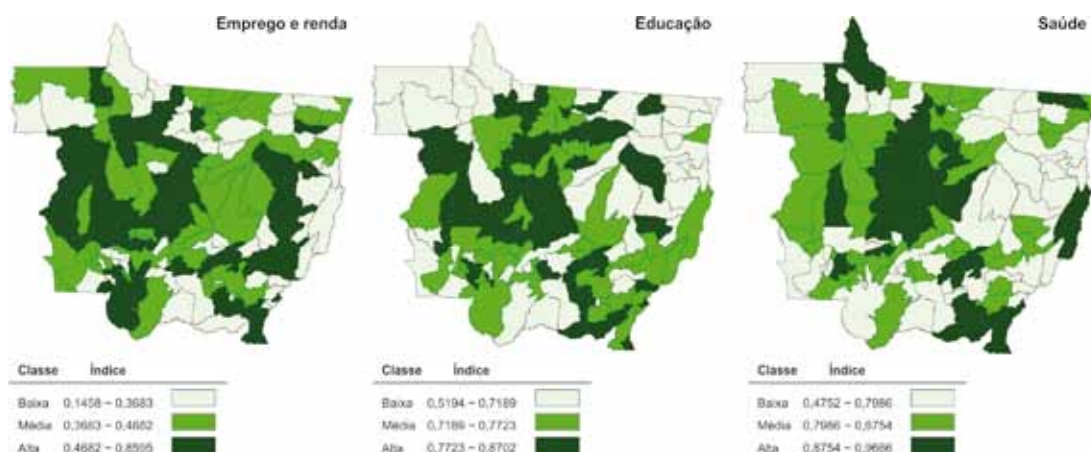 Emprego e renda
Educação
Saúde
Classe Índice
Baixa 0,1458 – 0,3683
Média 0,3683 – 0,4682
Alta 0,4682 – 0,8595
Classe Índice
Baixa 0,5194 – 0,7189
Média 0,7189 – 0,7723
Alta 0,7723 – 0,8702
Classe Índice
Baixa 0,4752 – 0,7986
Média 0,7986 – 0,8754
Alta 0,8754 – 0,9686